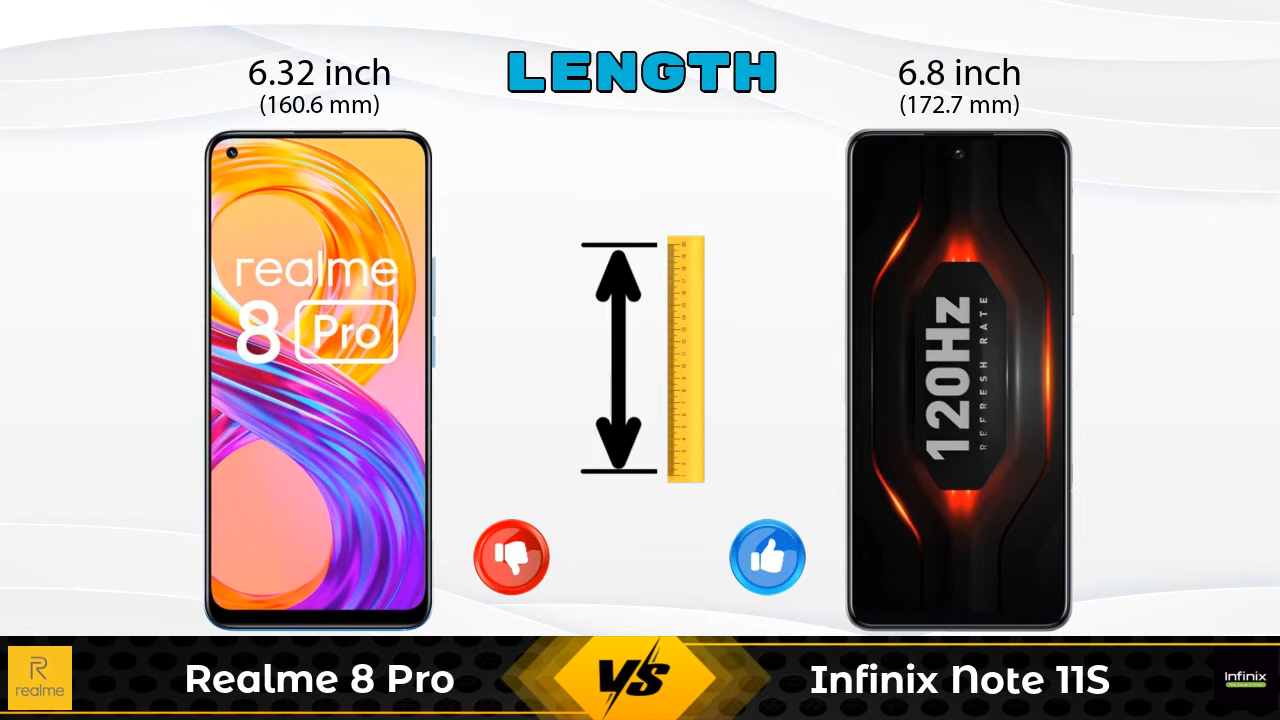 LENGTH
6.32 inch
(160.6 mm)
6.8 inch
(172.7 mm)
realme
8 Pro
120Hz
REFRESH RATE
R
realme
Realme 8 Pro
VS
Infinix Note 11S
Infinix